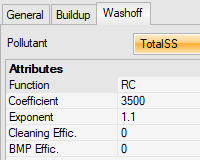 General Buildup Washoff
Pollutant TotalSS
Attributes
Function RC
Coefficient 3500
Exponent 1.1
Cleaning Effic. 0
BMP Effic. 0